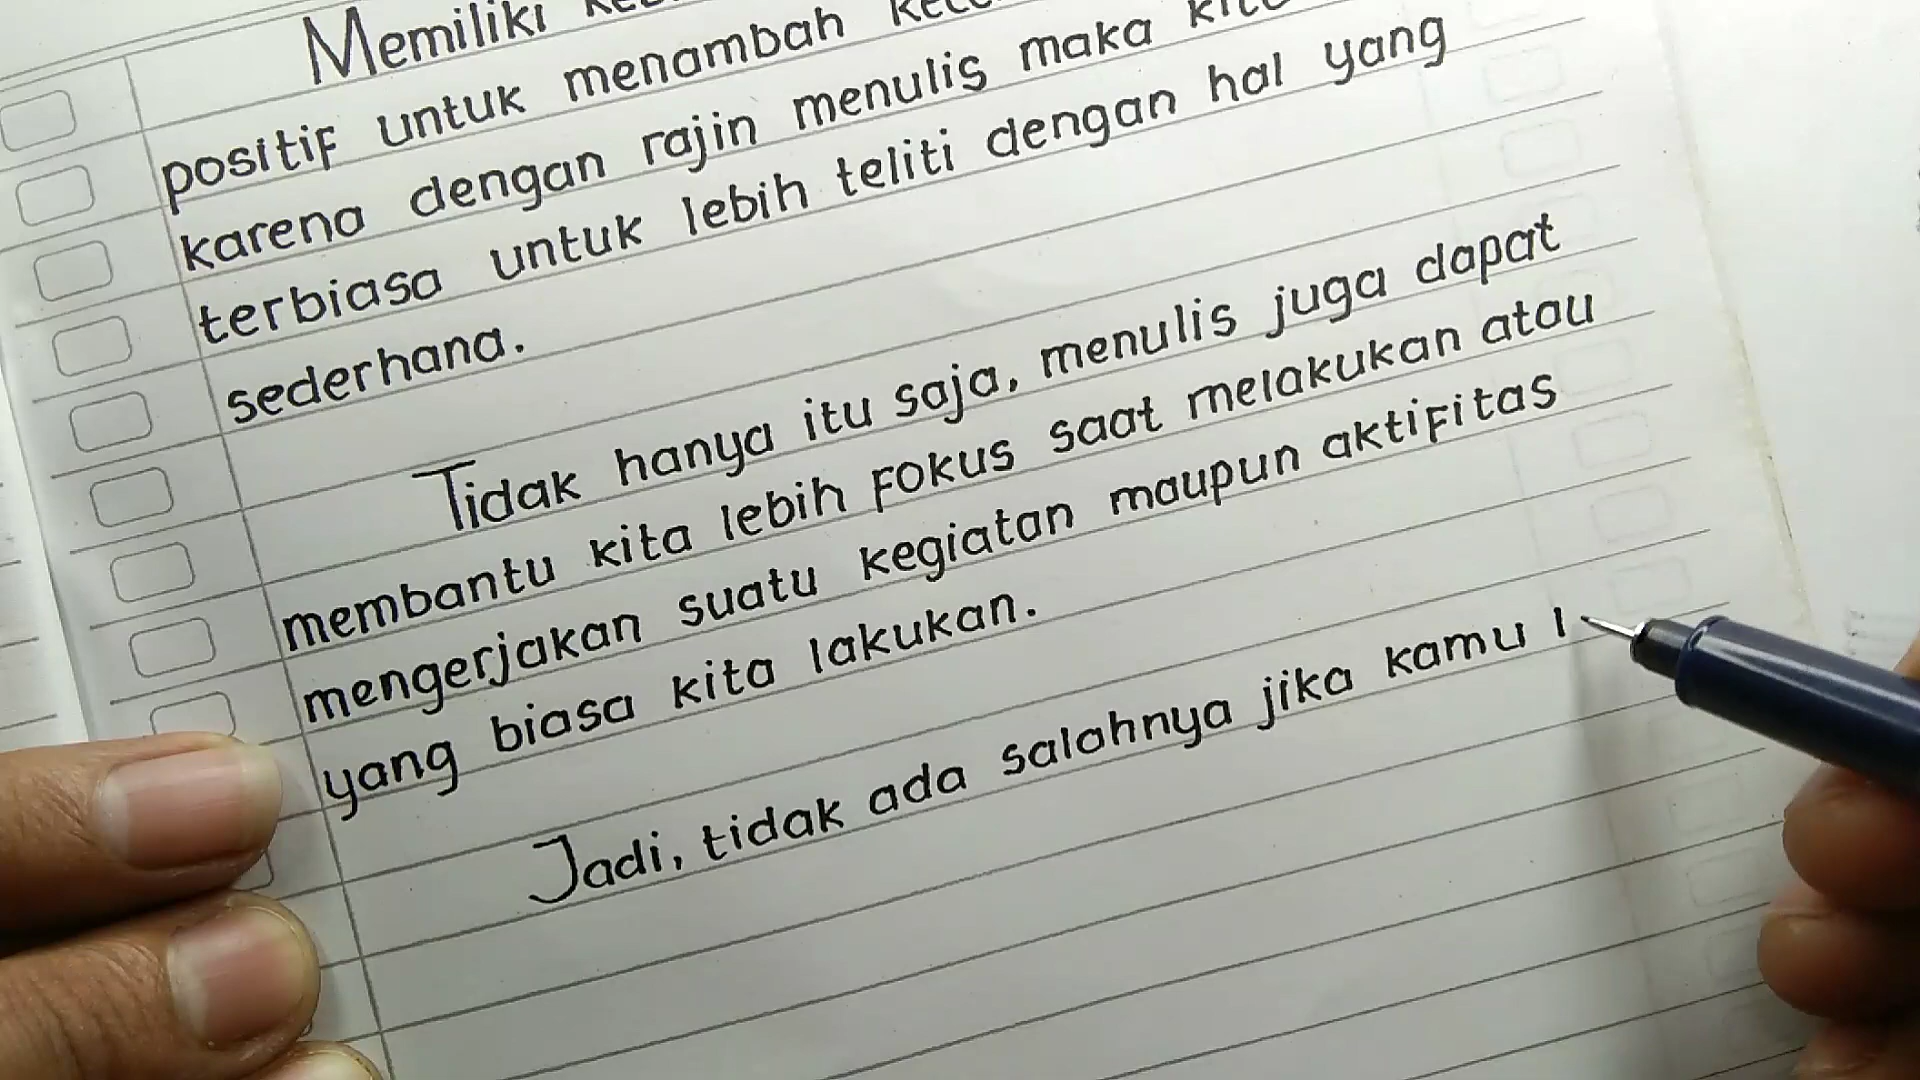 Memiliki
positif untuk menambah
karena dengan rajin menulis maka
terbiasa untuk lebih teliti dengan hal yang
sederhana.
Tidak hanya itu saja, menulis juga dapat
membantu kita lebih fokus saat melakukan atau
mengerjakan suatu kegiatan maupun aktifitas
yang biasa kita lakukan.
Jadi, tidak ada salahnya jika kamu